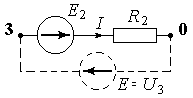 3 E₂ I R₂ 0
E = U₃